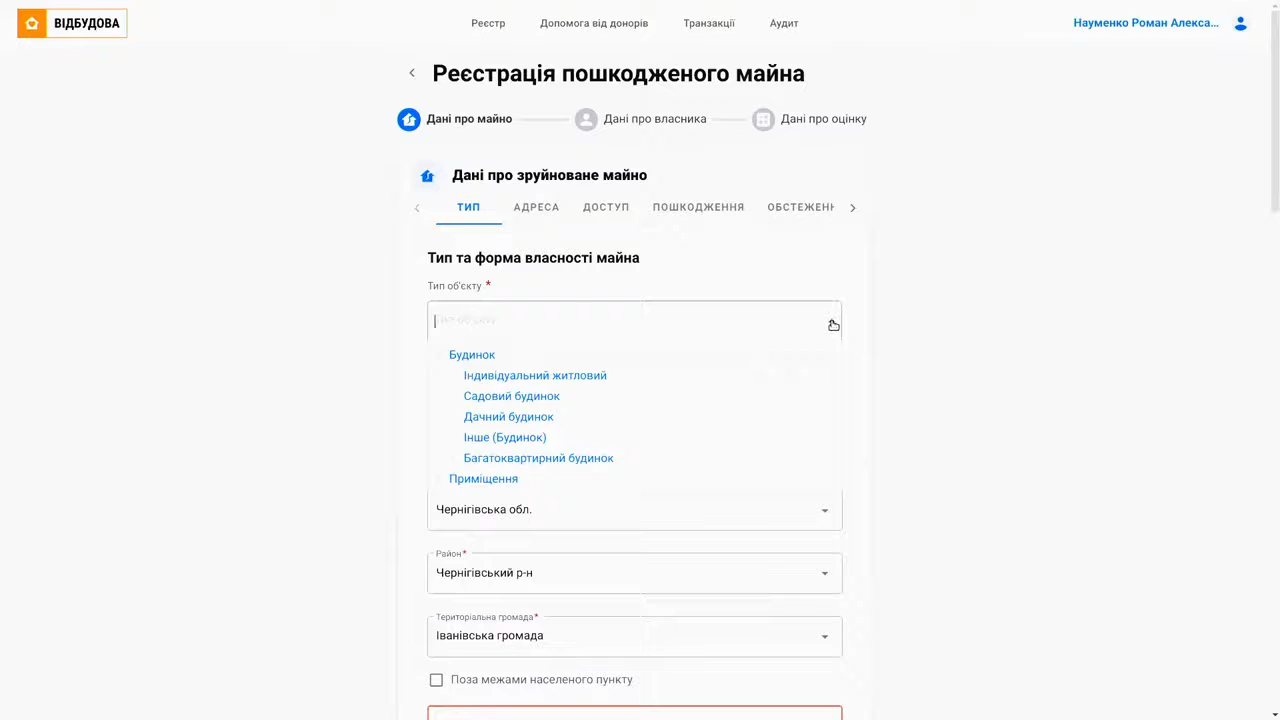 ВІДБУДОВА
Реєстр Допомога від донорів Транзакції Аудит
Науменко Роман Алекса...
Реєстрація пошкодженого майна
Дані про майно Дані про власника Дані про оцінку
Дані про зруйноване майно
ТИП АДРЕСА ДОСТУП ПОШКОДЖЕННЯ ОБСТЕЖЕН
Тип та форма власності майна
Тип об'єкту *
Тип об'єкту
Будинок
Індивідуальний житловий
Садовий будинок
Дачний будинок
Інше (Будинок)
Багатоквартирний будинок
Приміщення
Чернігівська обл.
Район *
Чернігівський р-н
Територіальна громада *
Іванівська громада
Поза межами населеного пункту